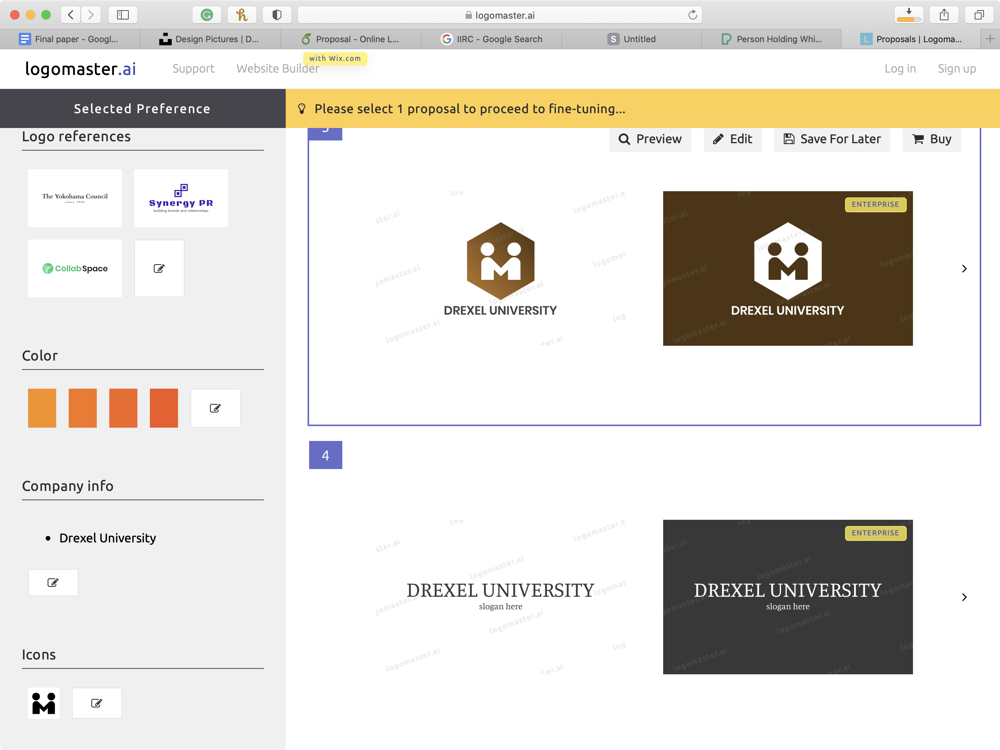 logomaster.ai
Final paper - Googl...
Design Pictures | D...
Proposal - Online L...
IIRC - Google Search
S Untitled
Person Holding Whi...
L Proposals | Logoma...
with Wix.com
logomaster.ai
Support
Website Builder
Log in
Sign up
Selected Preference
Please select 1 proposal to proceed to fine-tuning...
Logo references
The Yokohama Council
since 1942
Synergy PR
building brands and relationships
CollabSpace
Color
Company info
Drexel University
Icons
Preview
Edit
Save For Later
Buy
DREXEL UNIVERSITY
ENTERPRISE
DREXEL UNIVERSITY
logomaster.ai
4
DREXEL UNIVERSITY
slogan here
ENTERPRISE
DREXEL UNIVERSITY
slogan here
logomaster.ai